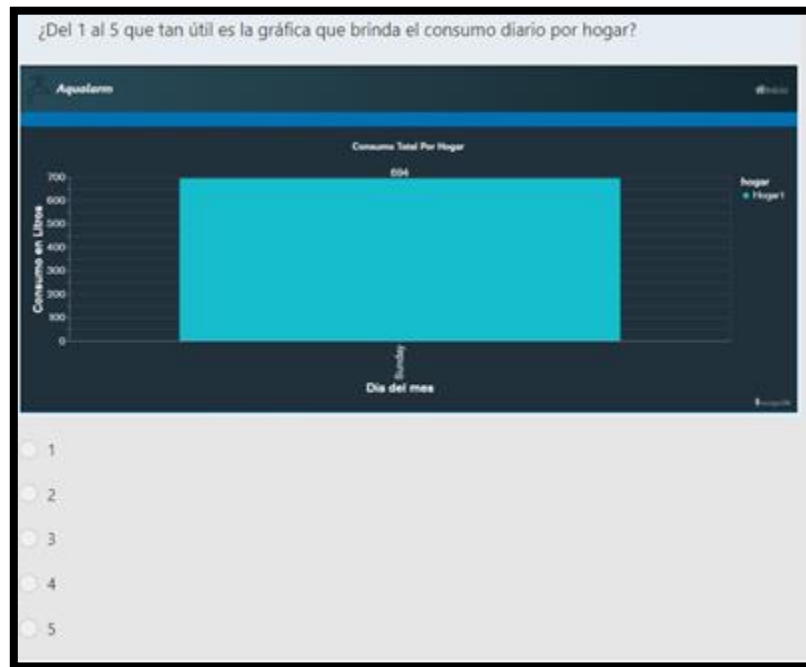 ¿Del 1 al 5 que tan útil es la gráfica que brinda el consumo diario por hogar?
Aqualarm
Inicio
Consumo Total Por Hogar
694
hogar
Hogar1
Consumo en Litros
700
600
500
400
300
200
100
0
Sunday
Dia del mes
1
2
3
4
5